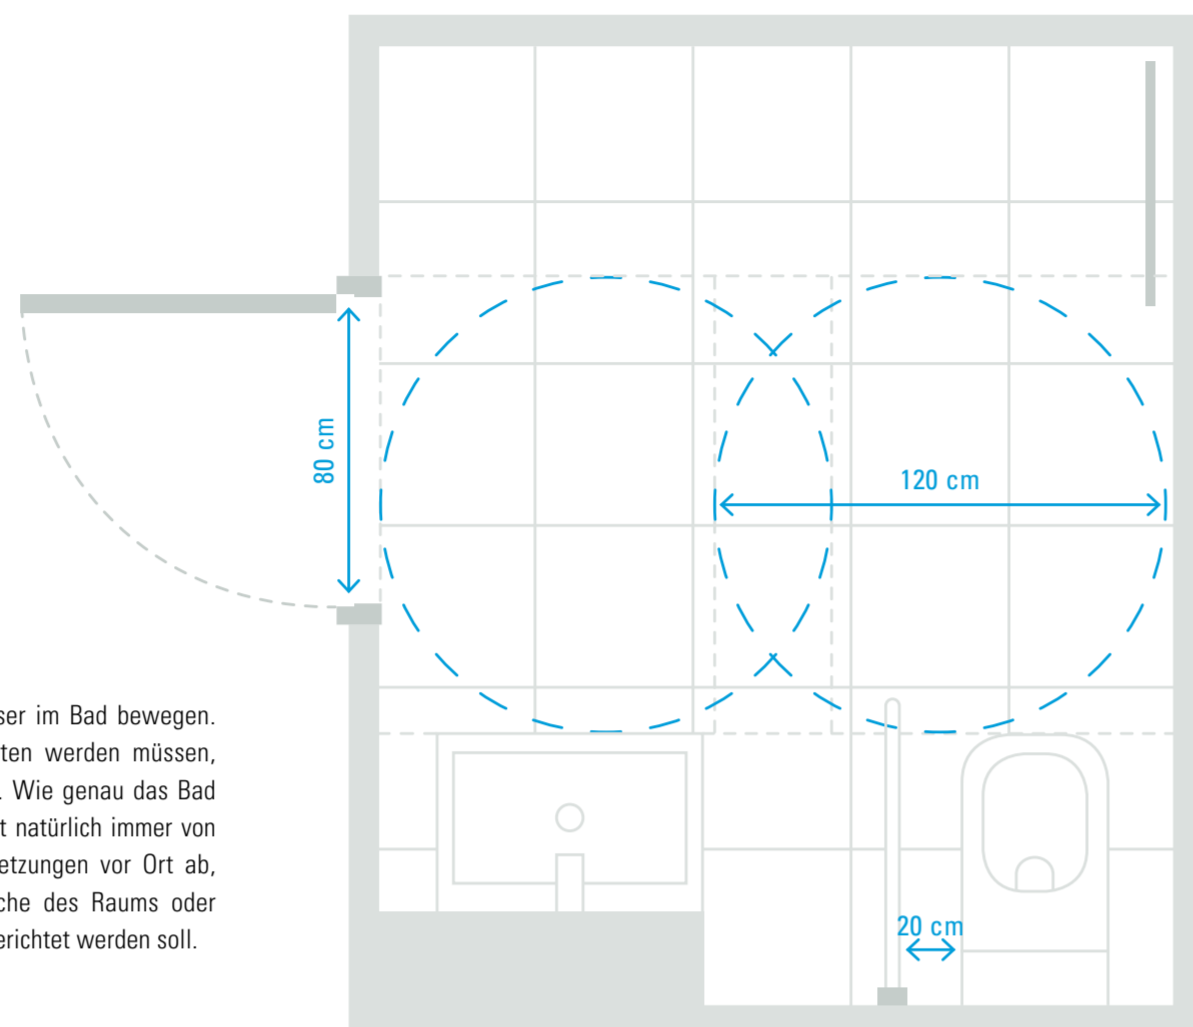 80 cm
120 cm
ser im Bad bewegen.
ten werden müssen,
. Wie genau das Bad
t natürlich immer von
etzungen vor Ort ab,
che des Raums oder
erichtet werden soll.
20 cm